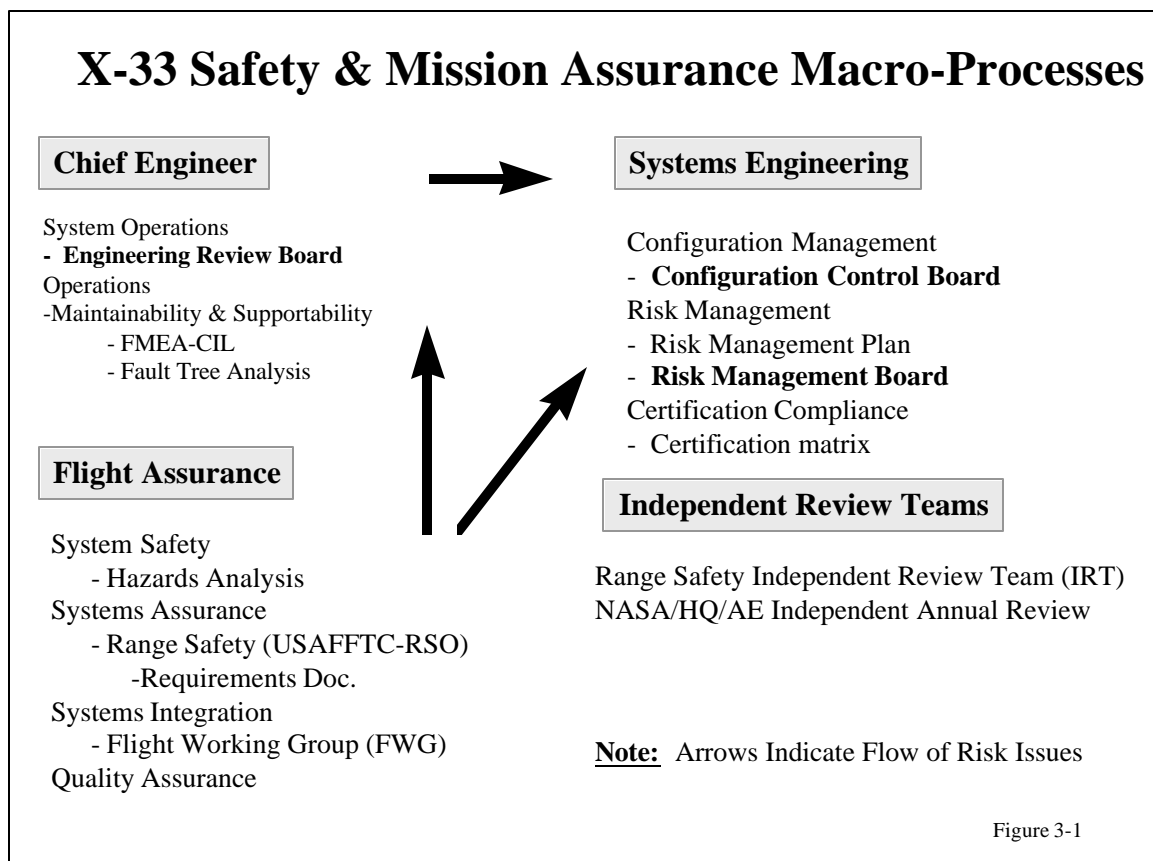 X-33 Safety & Mission Assurance Macro-Processes
Chief Engineer
System Operations
- Engineering Review Board
Operations
-Maintainability & Supportability
- FMEA-CIL
- Fault Tree Analysis
Systems Engineering
Configuration Management
- Configuration Control Board
Risk Management
- Risk Management Plan
- Risk Management Board
Certification Compliance
- Certification matrix
Flight Assurance
System Safety
- Hazards Analysis
Systems Assurance
- Range Safety (USAFFTC-RSO)
-Requirements Doc.
Systems Integration
- Flight Working Group (FWG)
Quality Assurance
Independent Review Teams
Range Safety Independent Review Team (IRT)
NASA/HQ/AE Independent Annual Review
Note: Arrows Indicate Flow of Risk Issues
Figure 3-1